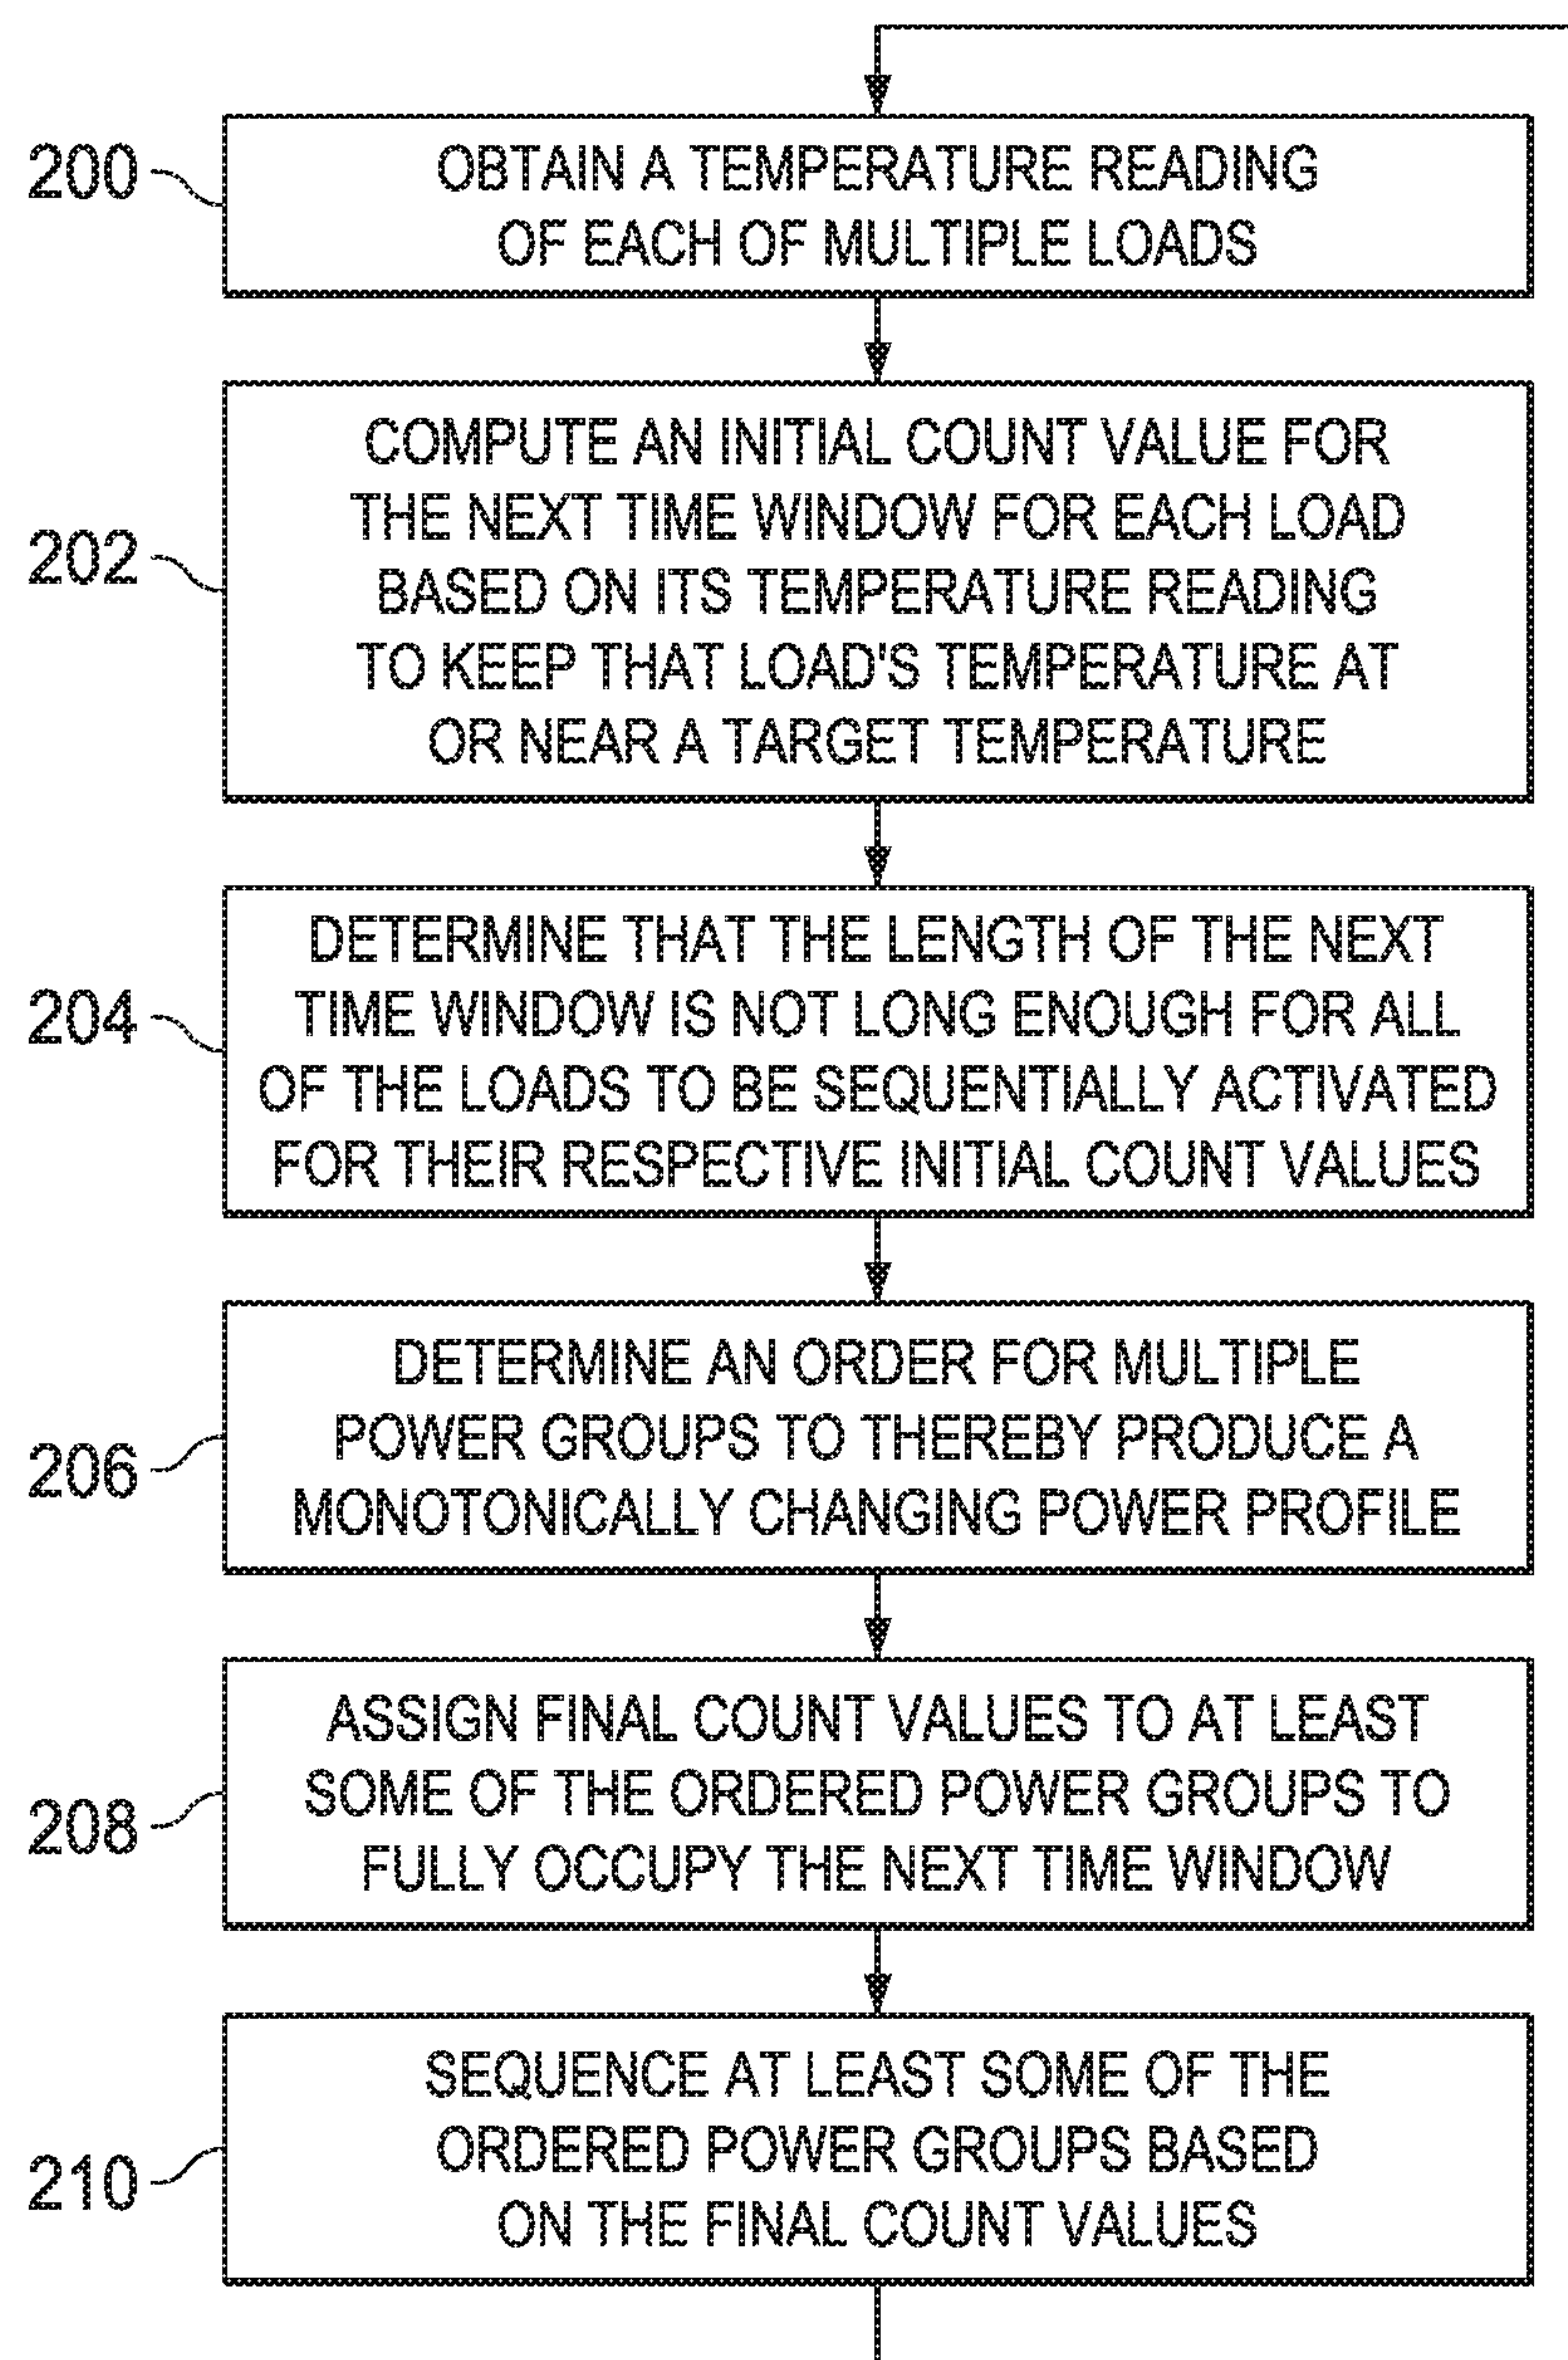 200
OBTAIN A TEMPERATURE READING
OF EACH OF MULTIPLE LOADS
202
COMPUTE AN INITIAL COUNT VALUE FOR
THE NEXT TIME WINDOW FOR EACH LOAD
BASED ON ITS TEMPERATURE READING
TO KEEP THAT LOAD'S TEMPERATURE AT
OR NEAR A TARGET TEMPERATURE
204
DETERMINE THAT THE LENGTH OF THE NEXT
TIME WINDOW IS NOT LONG ENOUGH FOR ALL
OF THE LOADS TO BE SEQUENTIALLY ACTIVATED
FOR THEIR RESPECTIVE INITIAL COUNT VALUES
206
DETERMINE AN ORDER FOR MULTIPLE
POWER GROUPS TO THEREBY PRODUCE A
MONOTONICALLY CHANGING POWER PROFILE
208
ASSIGN FINAL COUNT VALUES TO AT LEAST
SOME OF THE ORDERED POWER GROUPS TO
FULLY OCCUPY THE NEXT TIME WINDOW
210
SEQUENCE AT LEAST SOME OF THE
ORDERED POWER GROUPS BASED
ON THE FINAL COUNT VALUES